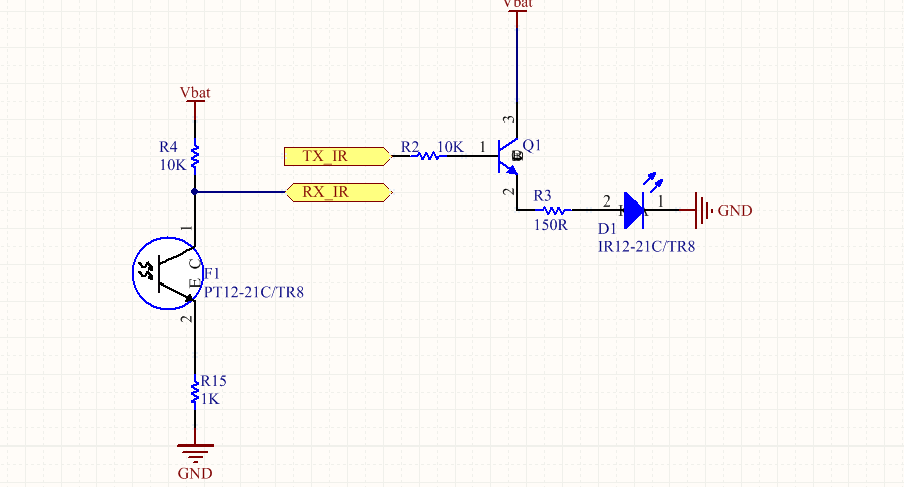 Vbat
Vbat
R4
10K
3
TX_IR
R2
10K
1
Q1
RX_IR
2
R3
150R
2
1
GND
D1
IR12-21C/TR8
1
C
E
F1
PT12-21C/TR8
2
R15
1K
GND